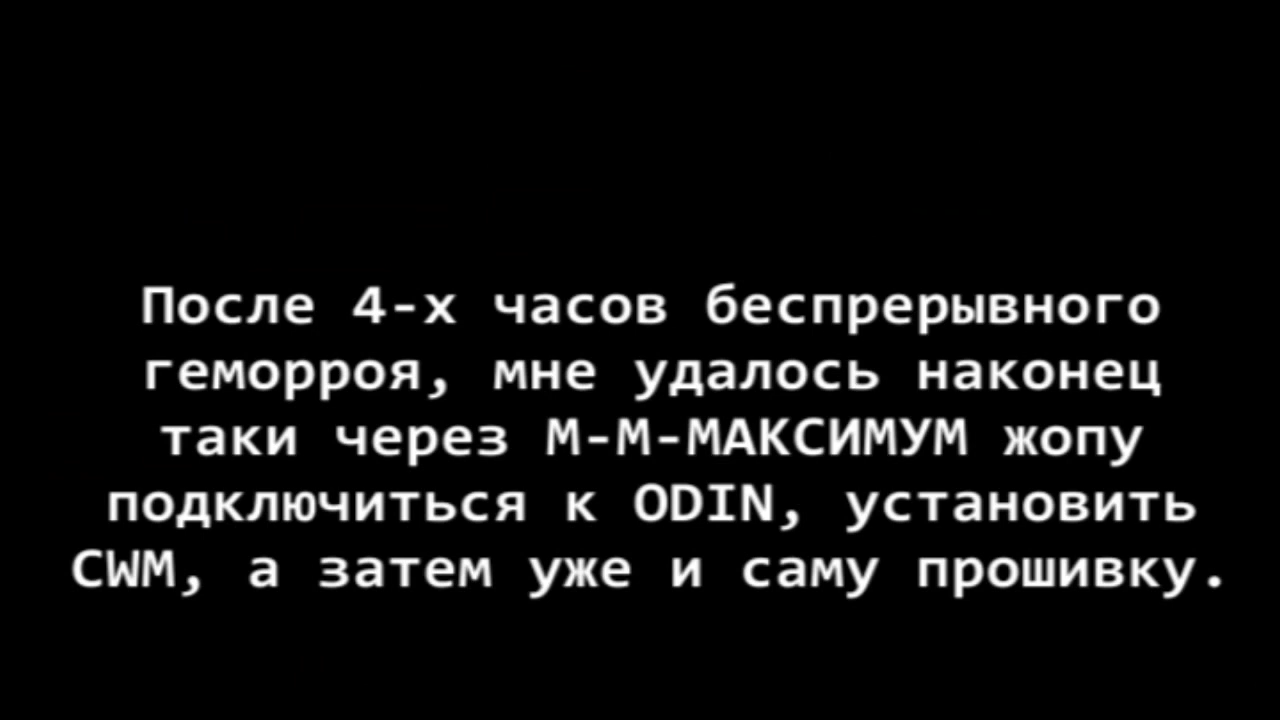 После 4-х часов беспрерывного
геморроя, мне удалось наконец
таки через М-М-МАКСИМУМ жопу
подключиться к ODIN, установить
CWM, а затем уже и саму прошивку.